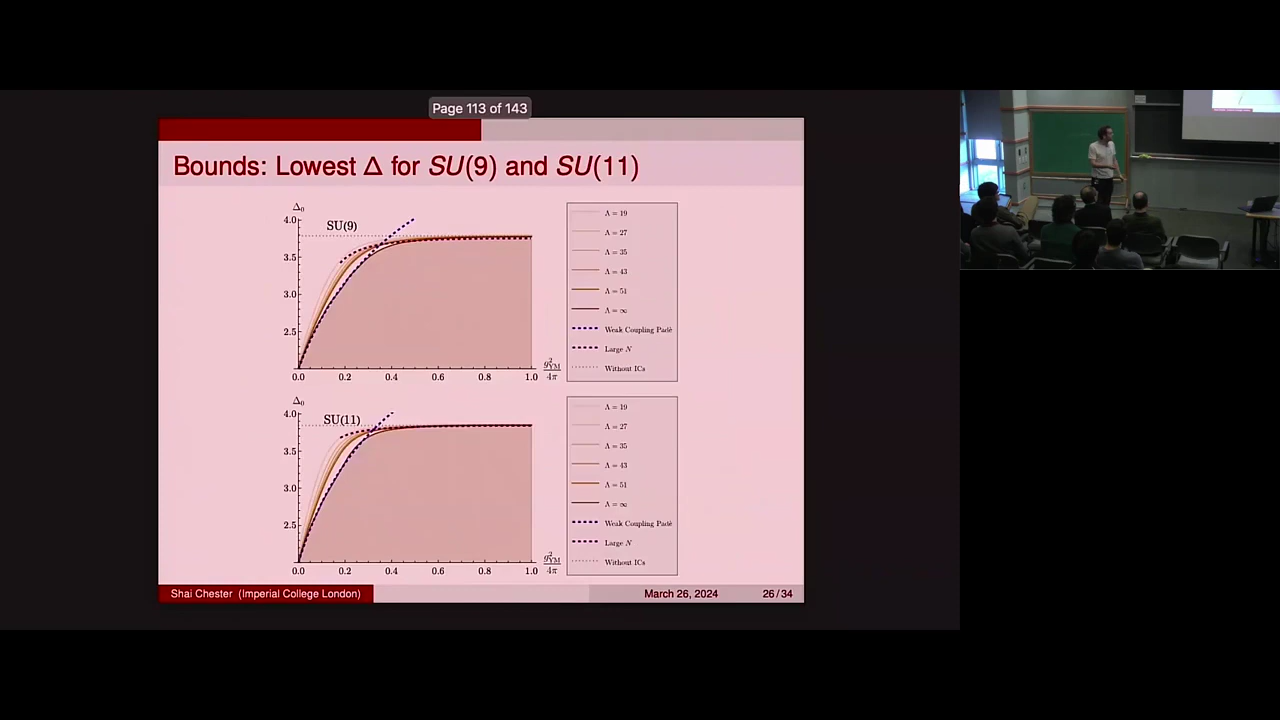 Page 113 of 143
Bounds: Lowest Δ for SU(9) and SU(11)
Δ₀
4.0
3.5
3.0
2.5
SU(9)
0.0 0.2 0.4 0.6 0.8 1.0
g²YM
4π
Λ = 19
Λ = 27
Λ = 35
Λ = 43
Λ = 51
Λ = ∞
Weak Coupling Padé
Large N
Without ICs
Δ₀
4.0
3.5
3.0
2.5
SU(11)
0.0 0.2 0.4 0.6 0.8 1.0
g²YM
4π
Λ = 19
Λ = 27
Λ = 35
Λ = 43
Λ = 51
Λ = ∞
Weak Coupling Padé
Large N
Without ICs
Shai Chester (Imperial College London)
March 26, 2024
26 / 34